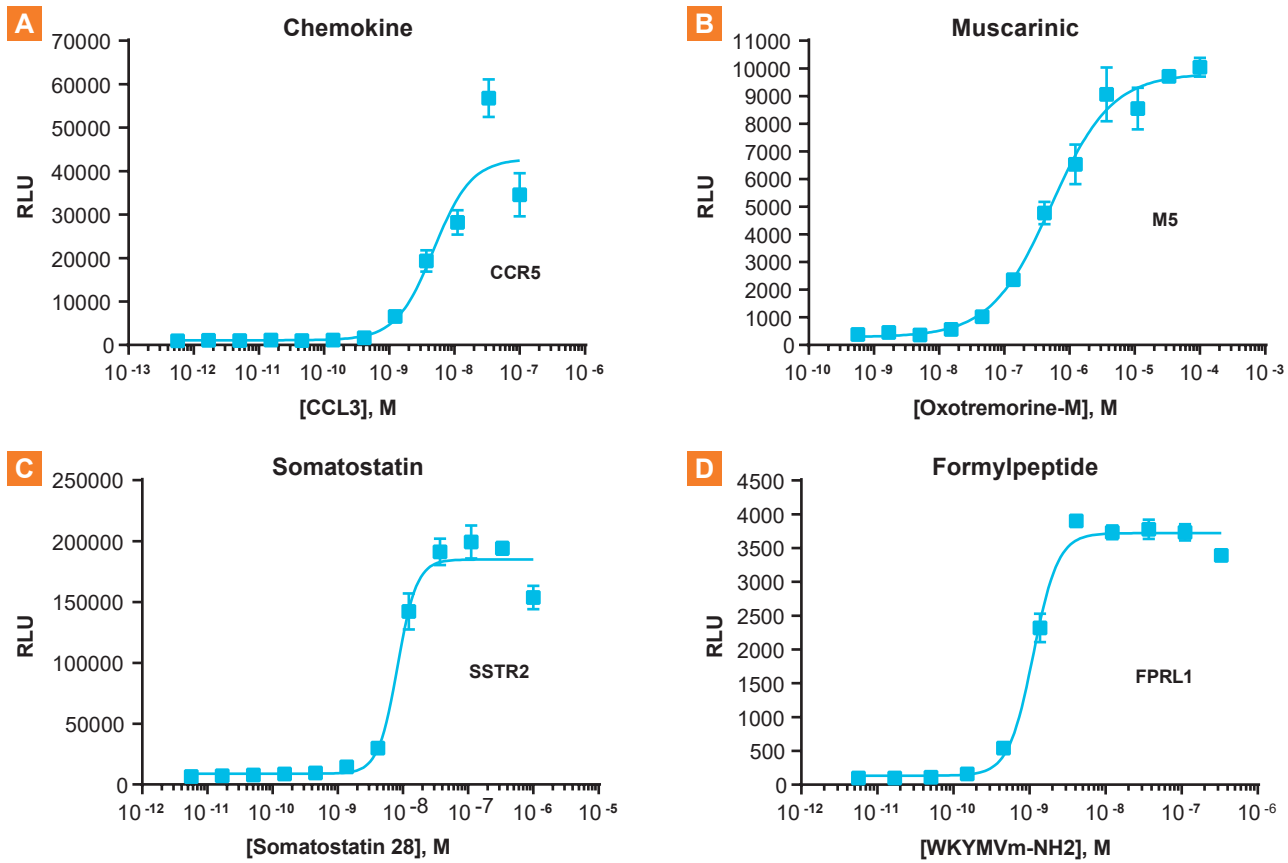 A
Chemokine
70000
60000
50000
40000
30000
20000
10000
0
RLU
CCR5
10-13 10-12 10-11 10-10 10-9 10-8 10-7 10-6
[CCL3], M
B
Muscarinic
11000
10000
9000
8000
7000
6000
5000
4000
3000
2000
1000
0
RLU
M5
10-10 10-9 10-8 10-7 10-6 10-5 10-4 10-3
[Oxotremorine-M], M
C
Somatostatin
250000
200000
150000
100000
50000
0
RLU
SSTR2
10-12 10-11 10-10 10-9 10-8 10-7 10-6 10-5
[Somatostatin 28], M
D
Formylpeptide
4500
4000
3500
3000
2500
2000
1500
1000
500
0
RLU
FPRL1
10-12 10-11 10-10 10-9 10-8 10-7 10-6
[WKYMVm-NH2], M